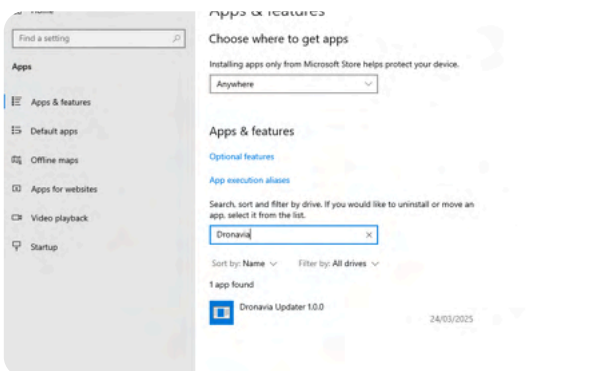 Home
Apps & features
Find a setting
Choose where to get apps
Apps
Installing apps only from Microsoft Store helps protect your device.
Anywhere
Apps & features
Default apps
Apps & features
Offline maps
Optional features
Apps for websites
App execution aliases
Video playback
Search, sort and filter by drive. If you would like to uninstall or move an
app, select it from the list.
Startup
Dronavia
Sort by: Name
Filter by: All drives
1 app found
Dronavia Updater 1.0.0
24/03/2025